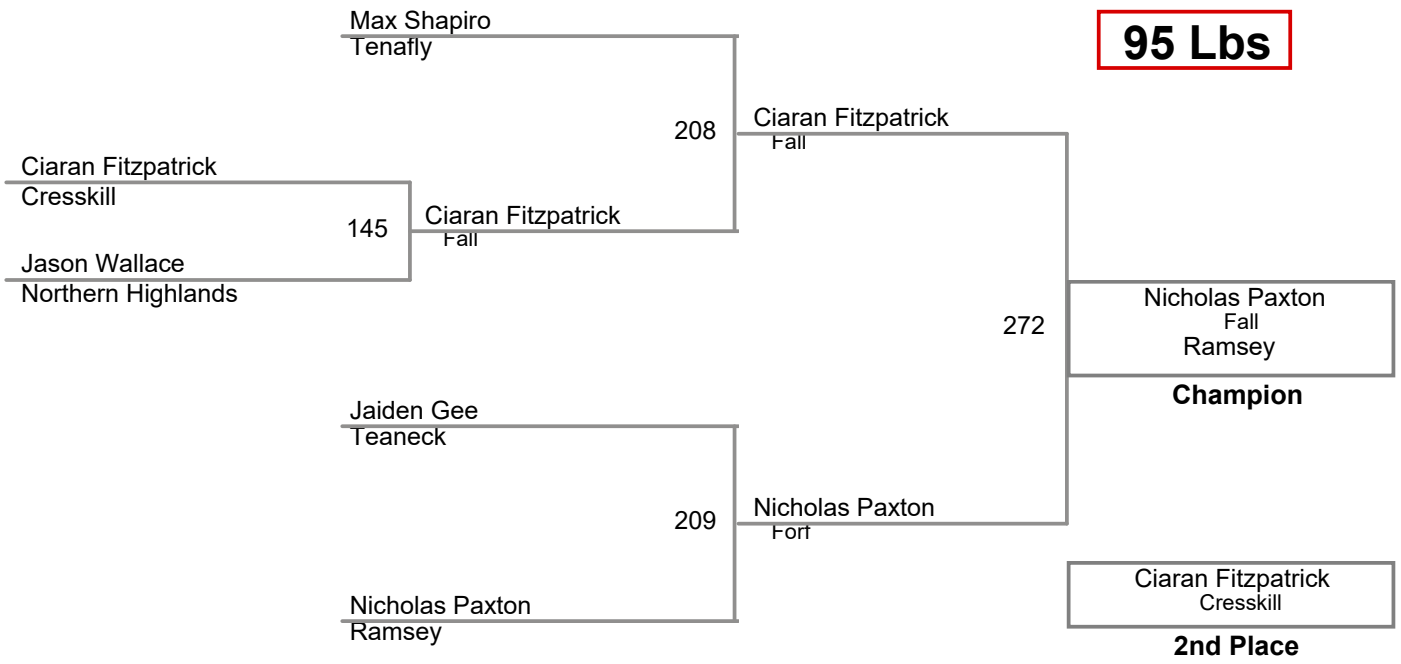 Max Shapiro
Tenafly
95 Lbs
208
Ciaran Fitzpatrick
Fall
Ciaran Fitzpatrick
Cresskill
145
Ciaran Fitzpatrick
Fall
Jason Wallace
Northern Highlands
272
Nicholas Paxton
Fall
Ramsey
Champion
Jaiden Gee
Teaneck
209
Nicholas Paxton
Forf
Nicholas Paxton
Ramsey
Ciaran Fitzpatrick
Cresskill
2nd Place